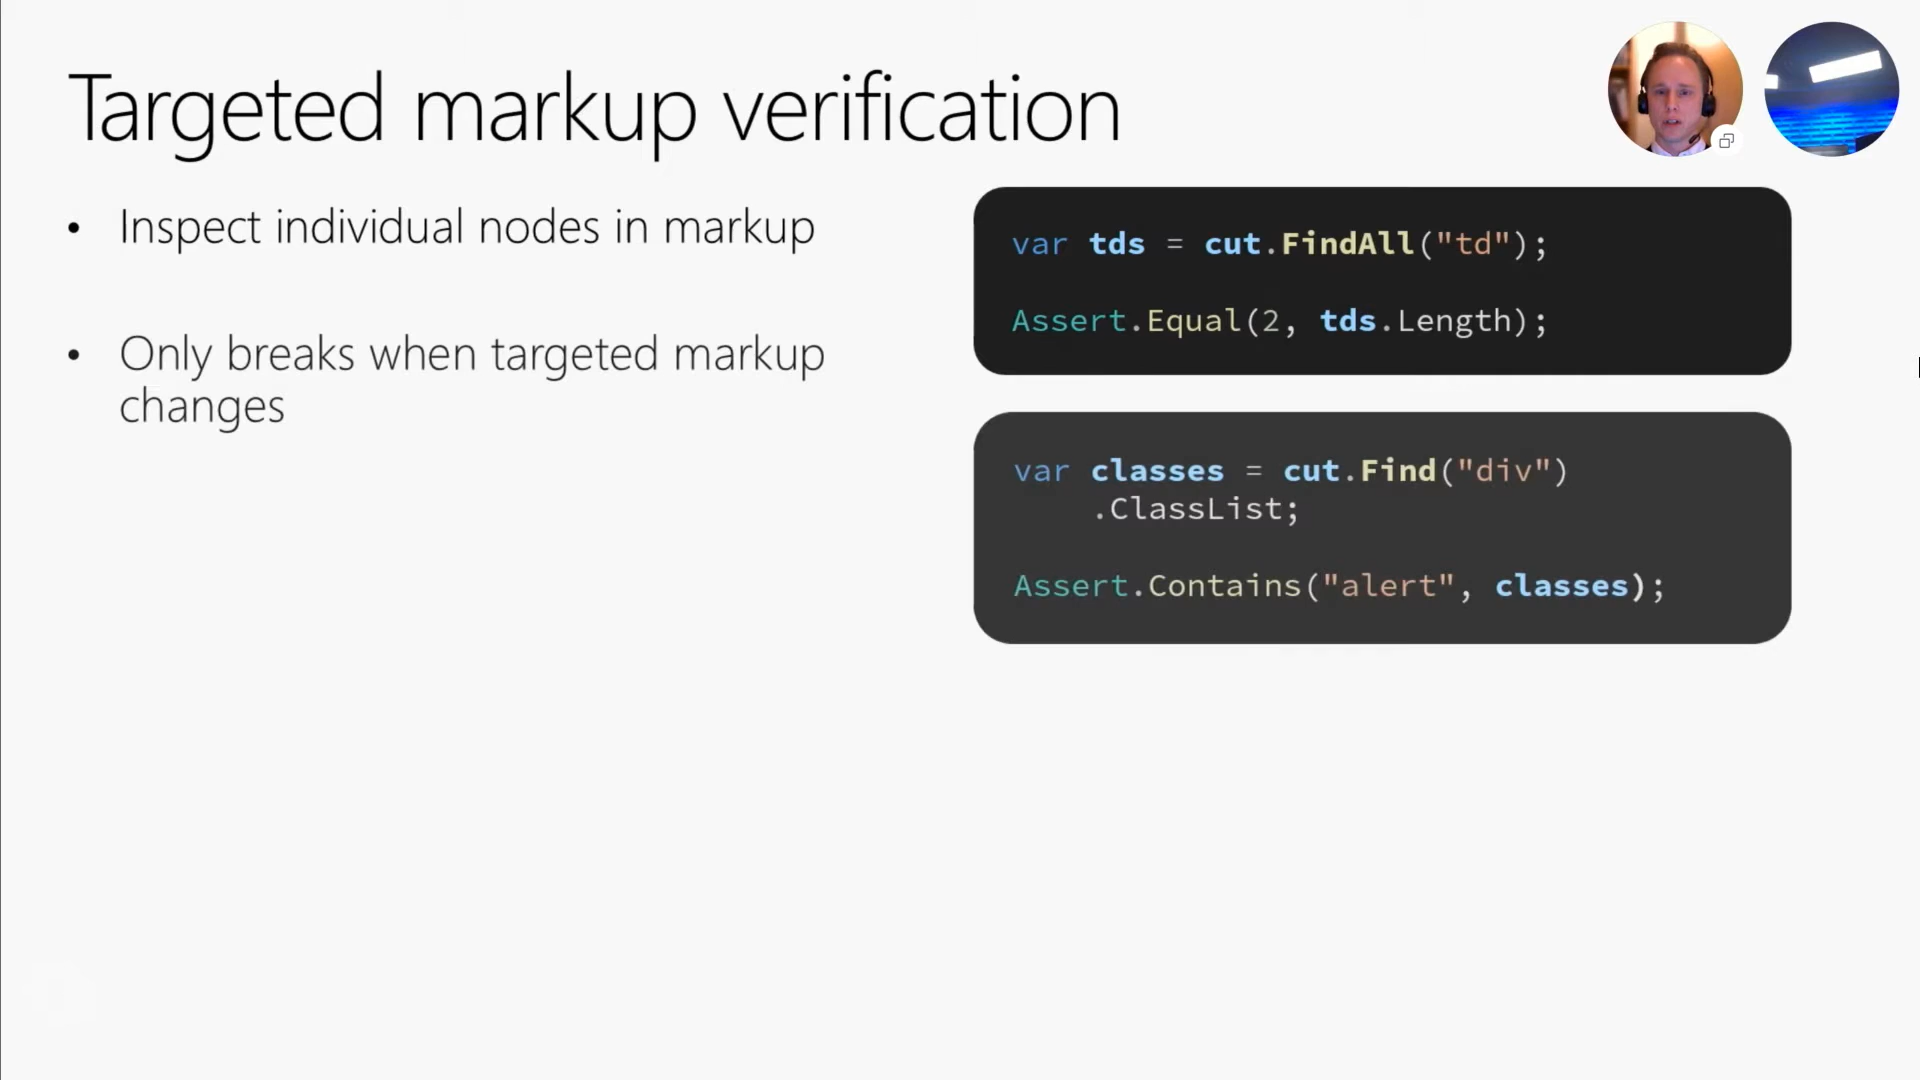 Targeted markup verification
• Inspect individual nodes in markup
• Only breaks when targeted markup
changes
var tds = cut.FindAll("td");
Assert.Equal(2, tds.Length);
var classes = cut.Find("div")
.ClassList;
Assert.Contains("alert", classes);